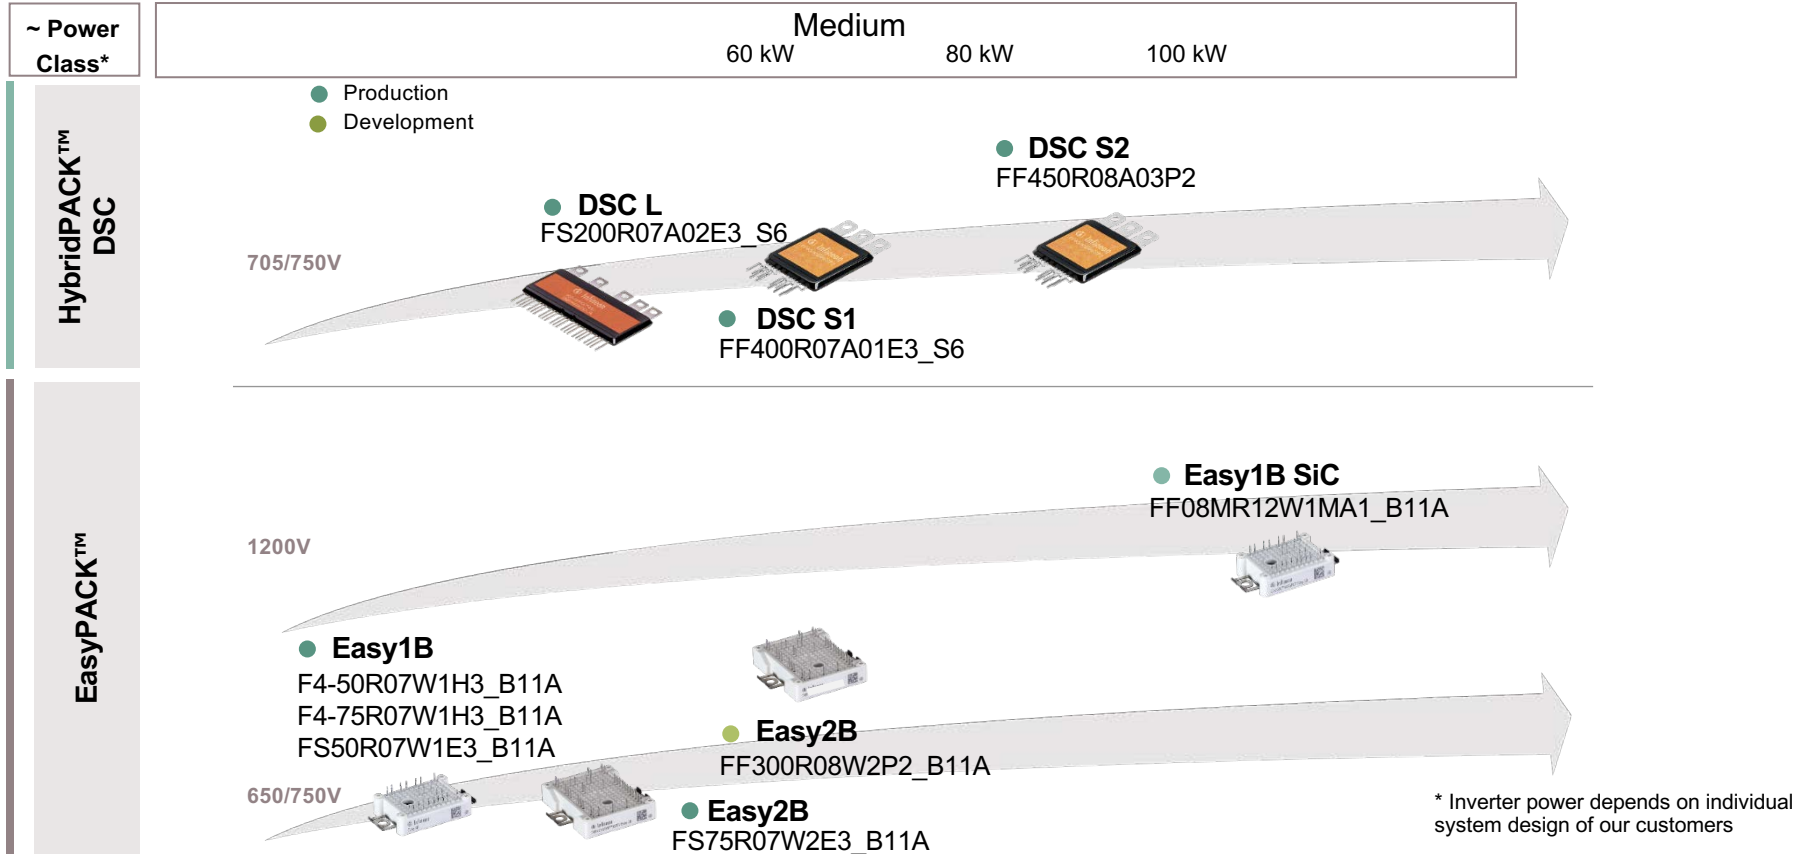 ~ Power
Class*
Medium
60 kW
80 kW
100 kW
Production
Development
HybridPACK™
DSC
705/750V
DSC L
FS200R07A02E3_S6
DSC S1
FF400R07A01E3_S6
DSC S2
FF450R08A03P2
EasyPACK™
1200V
Easy1B SiC
FF08MR12W1MA1_B11A
Easy1B
F4-50R07W1H3_B11A
F4-75R07W1H3_B11A
FS50R07W1E3_B11A
650/750V
Easy2B
FF300R08W2P2_B11A
Easy2B
FS75R07W2E3_B11A
* Inverter power depends on individual
system design of our customers